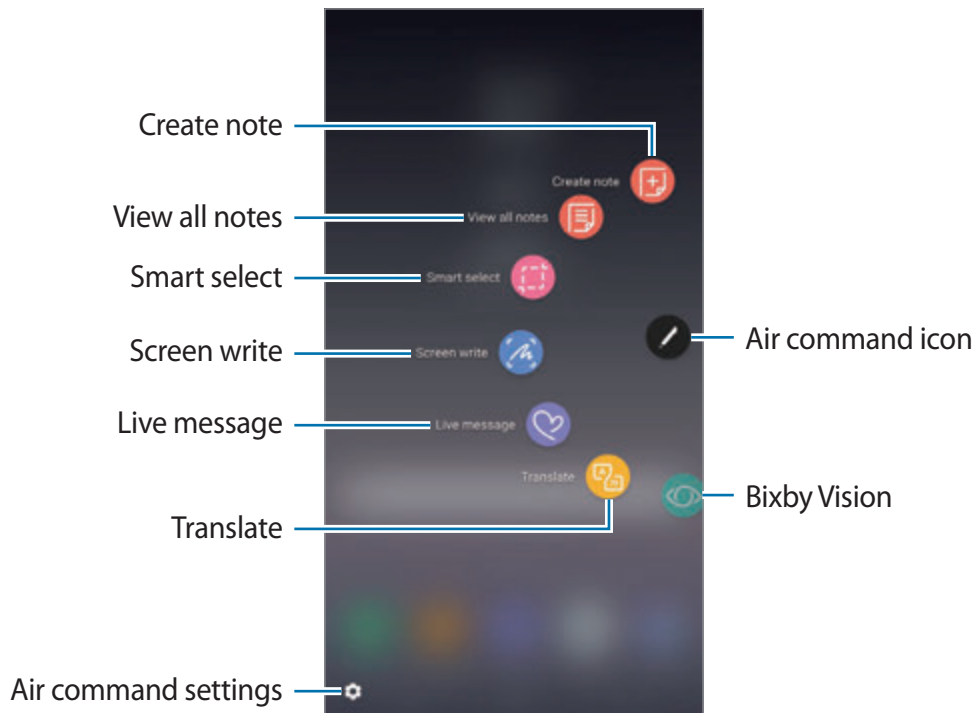 Create note
Create note
View all notes
View all notes
Smart select
Smart select
Air command icon
Screen write
Screen write
Live message
Live message
Translate
Bixby Vision
Translate
Air command settings